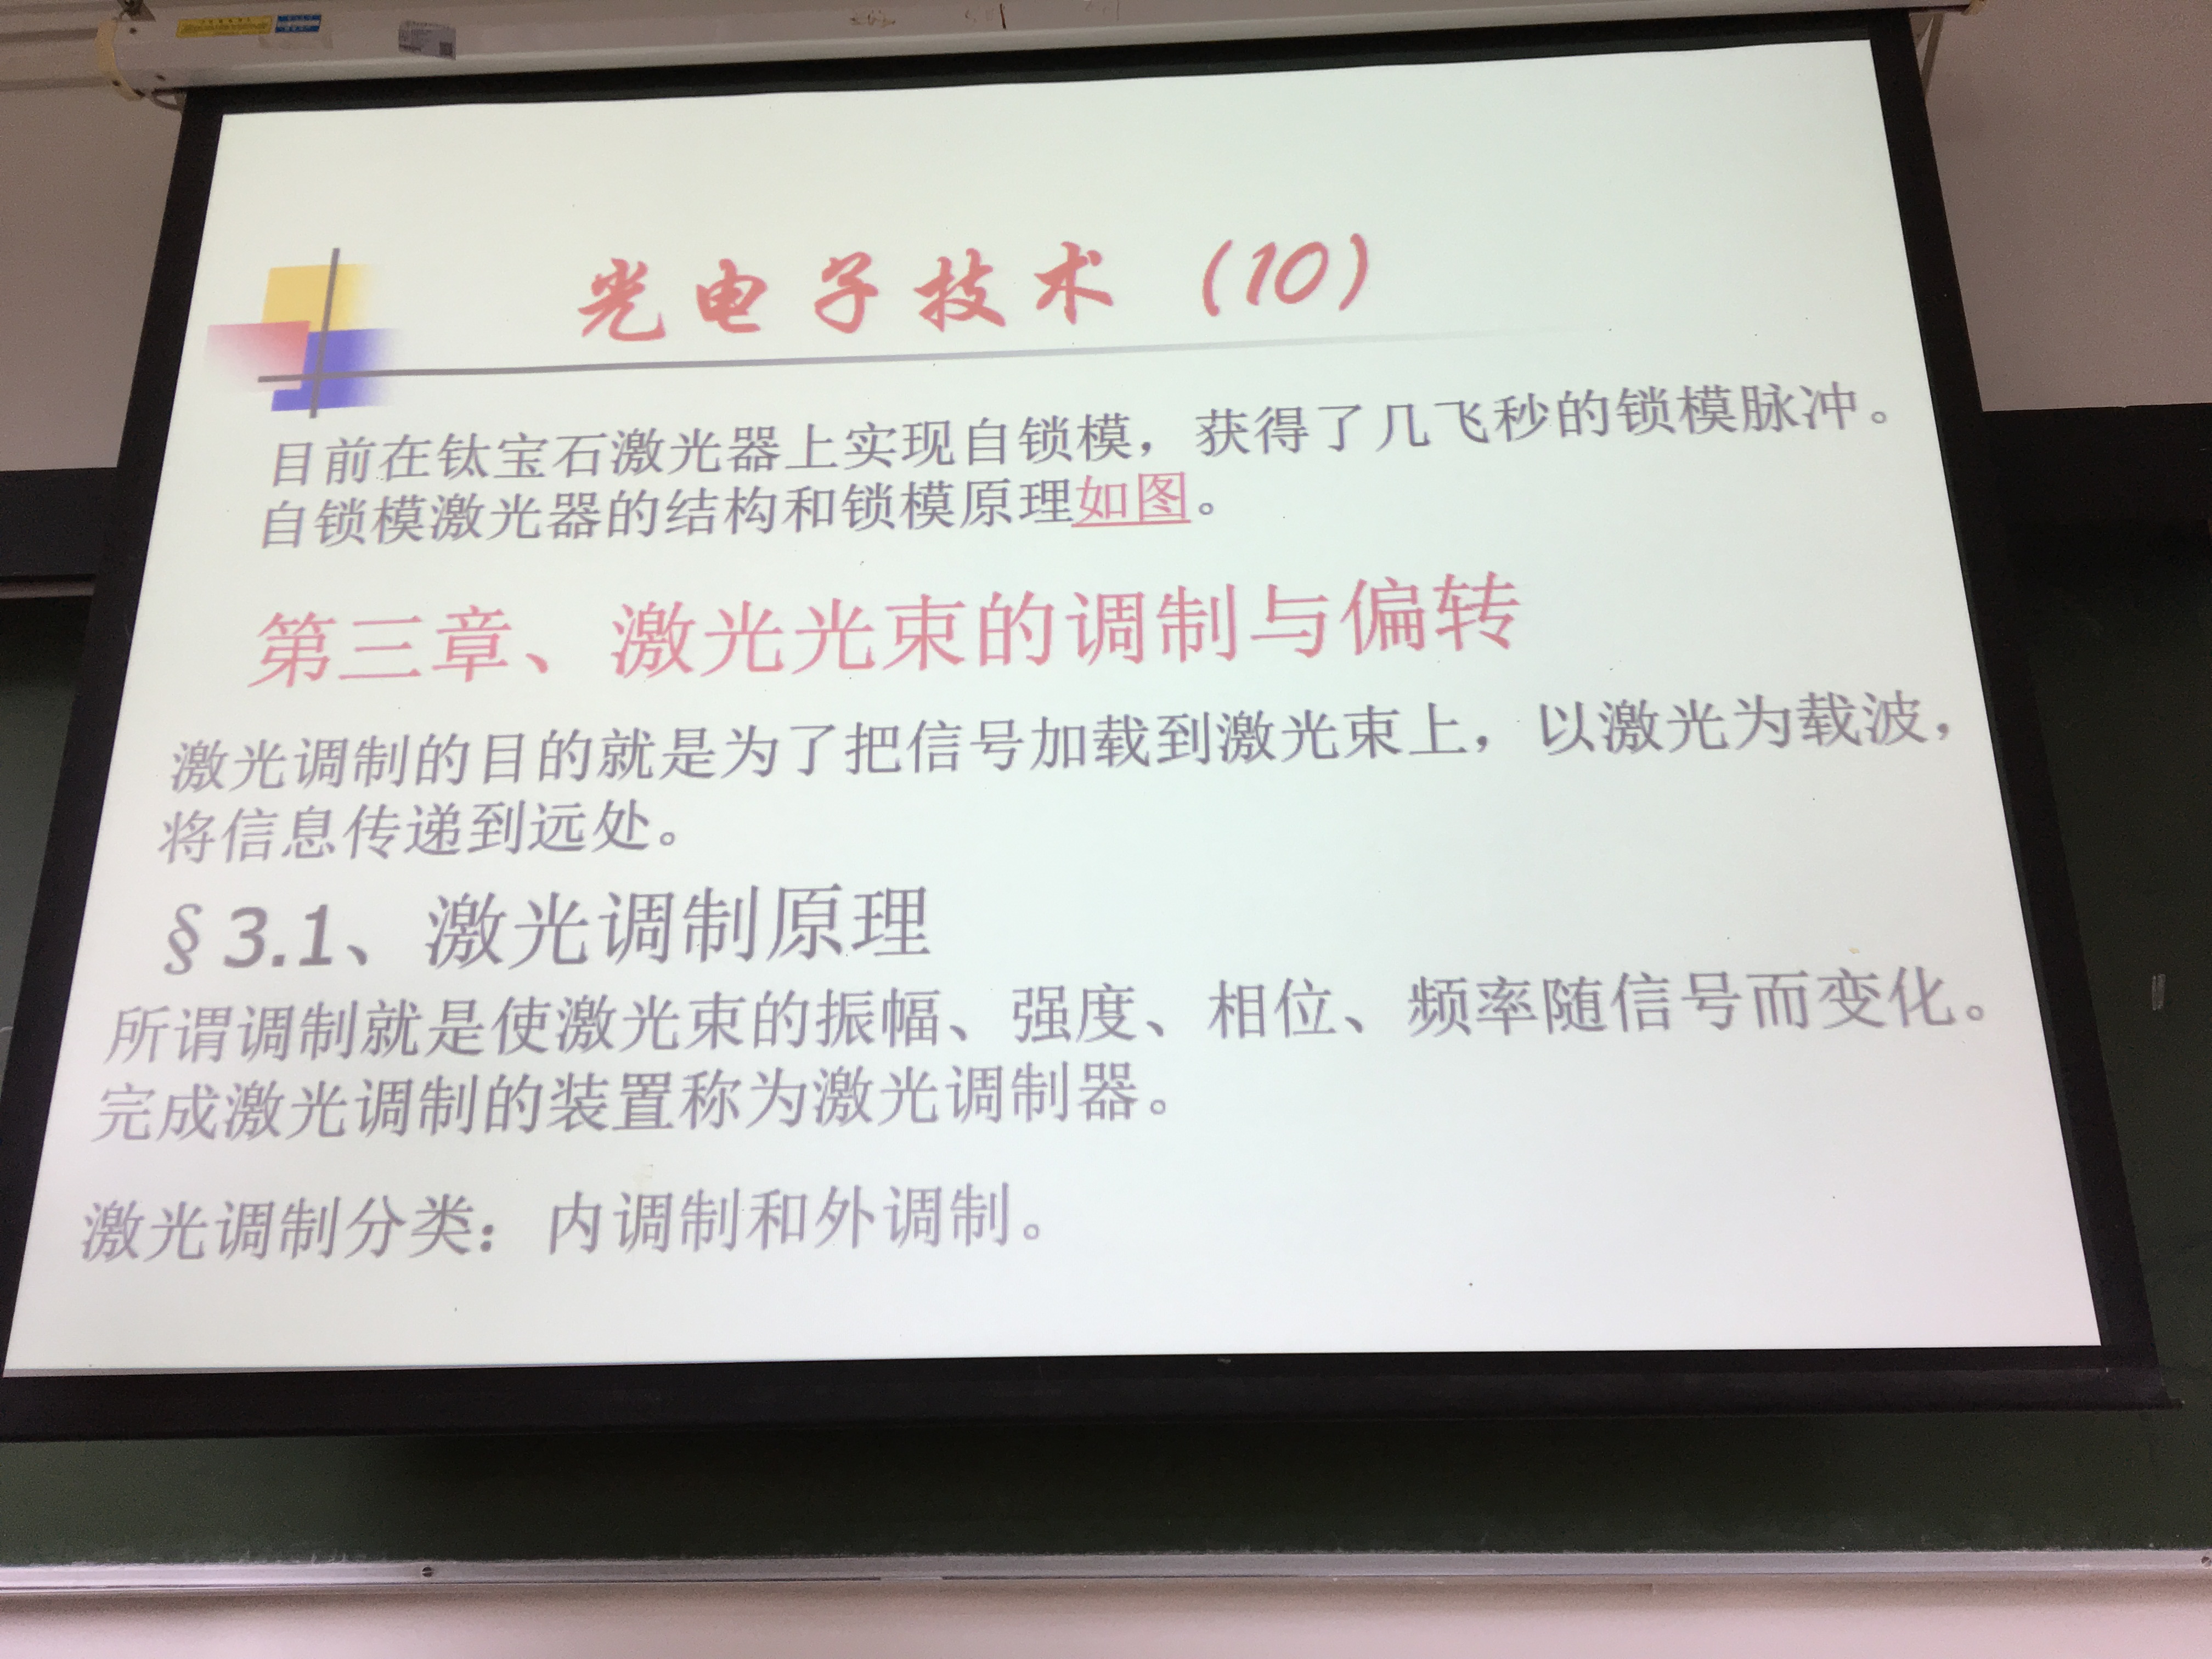 光电子技术（10）
目前在钛宝石激光器上实现自锁模，获得了几飞秒的锁模脉冲。
自锁模激光器的结构和锁模原理如图。
第三章、激光光束的调制与偏转
激光调制的目的就是为了把信号加载到激光束上，以激光为载波，
将信息传递到远处。
§3.1、激光调制原理
所谓调制就是使激光束的振幅、强度、相位、频率随信号而变化。
完成激光调制的装置称为激光调制器。
激光调制分类：内调制和外调制。